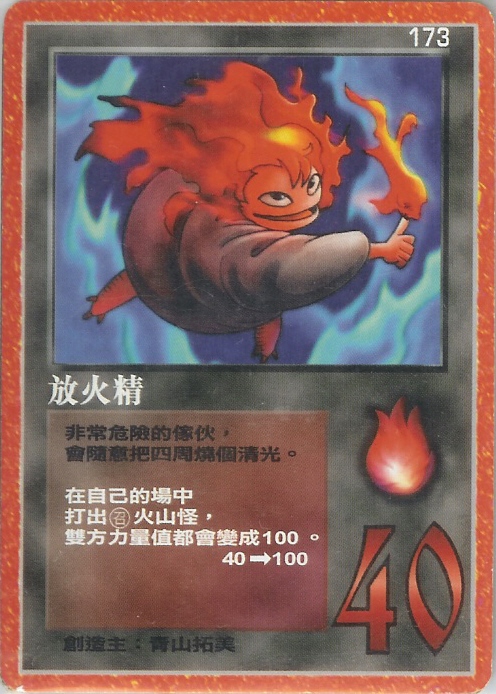 173
放火精
非常危險的傢伙，
會隨意把四周燒個清光。
在自己的場中
打出㊁火山怪，
雙方力量值都會變成100。
40➡100
40
創造主：青山拓美